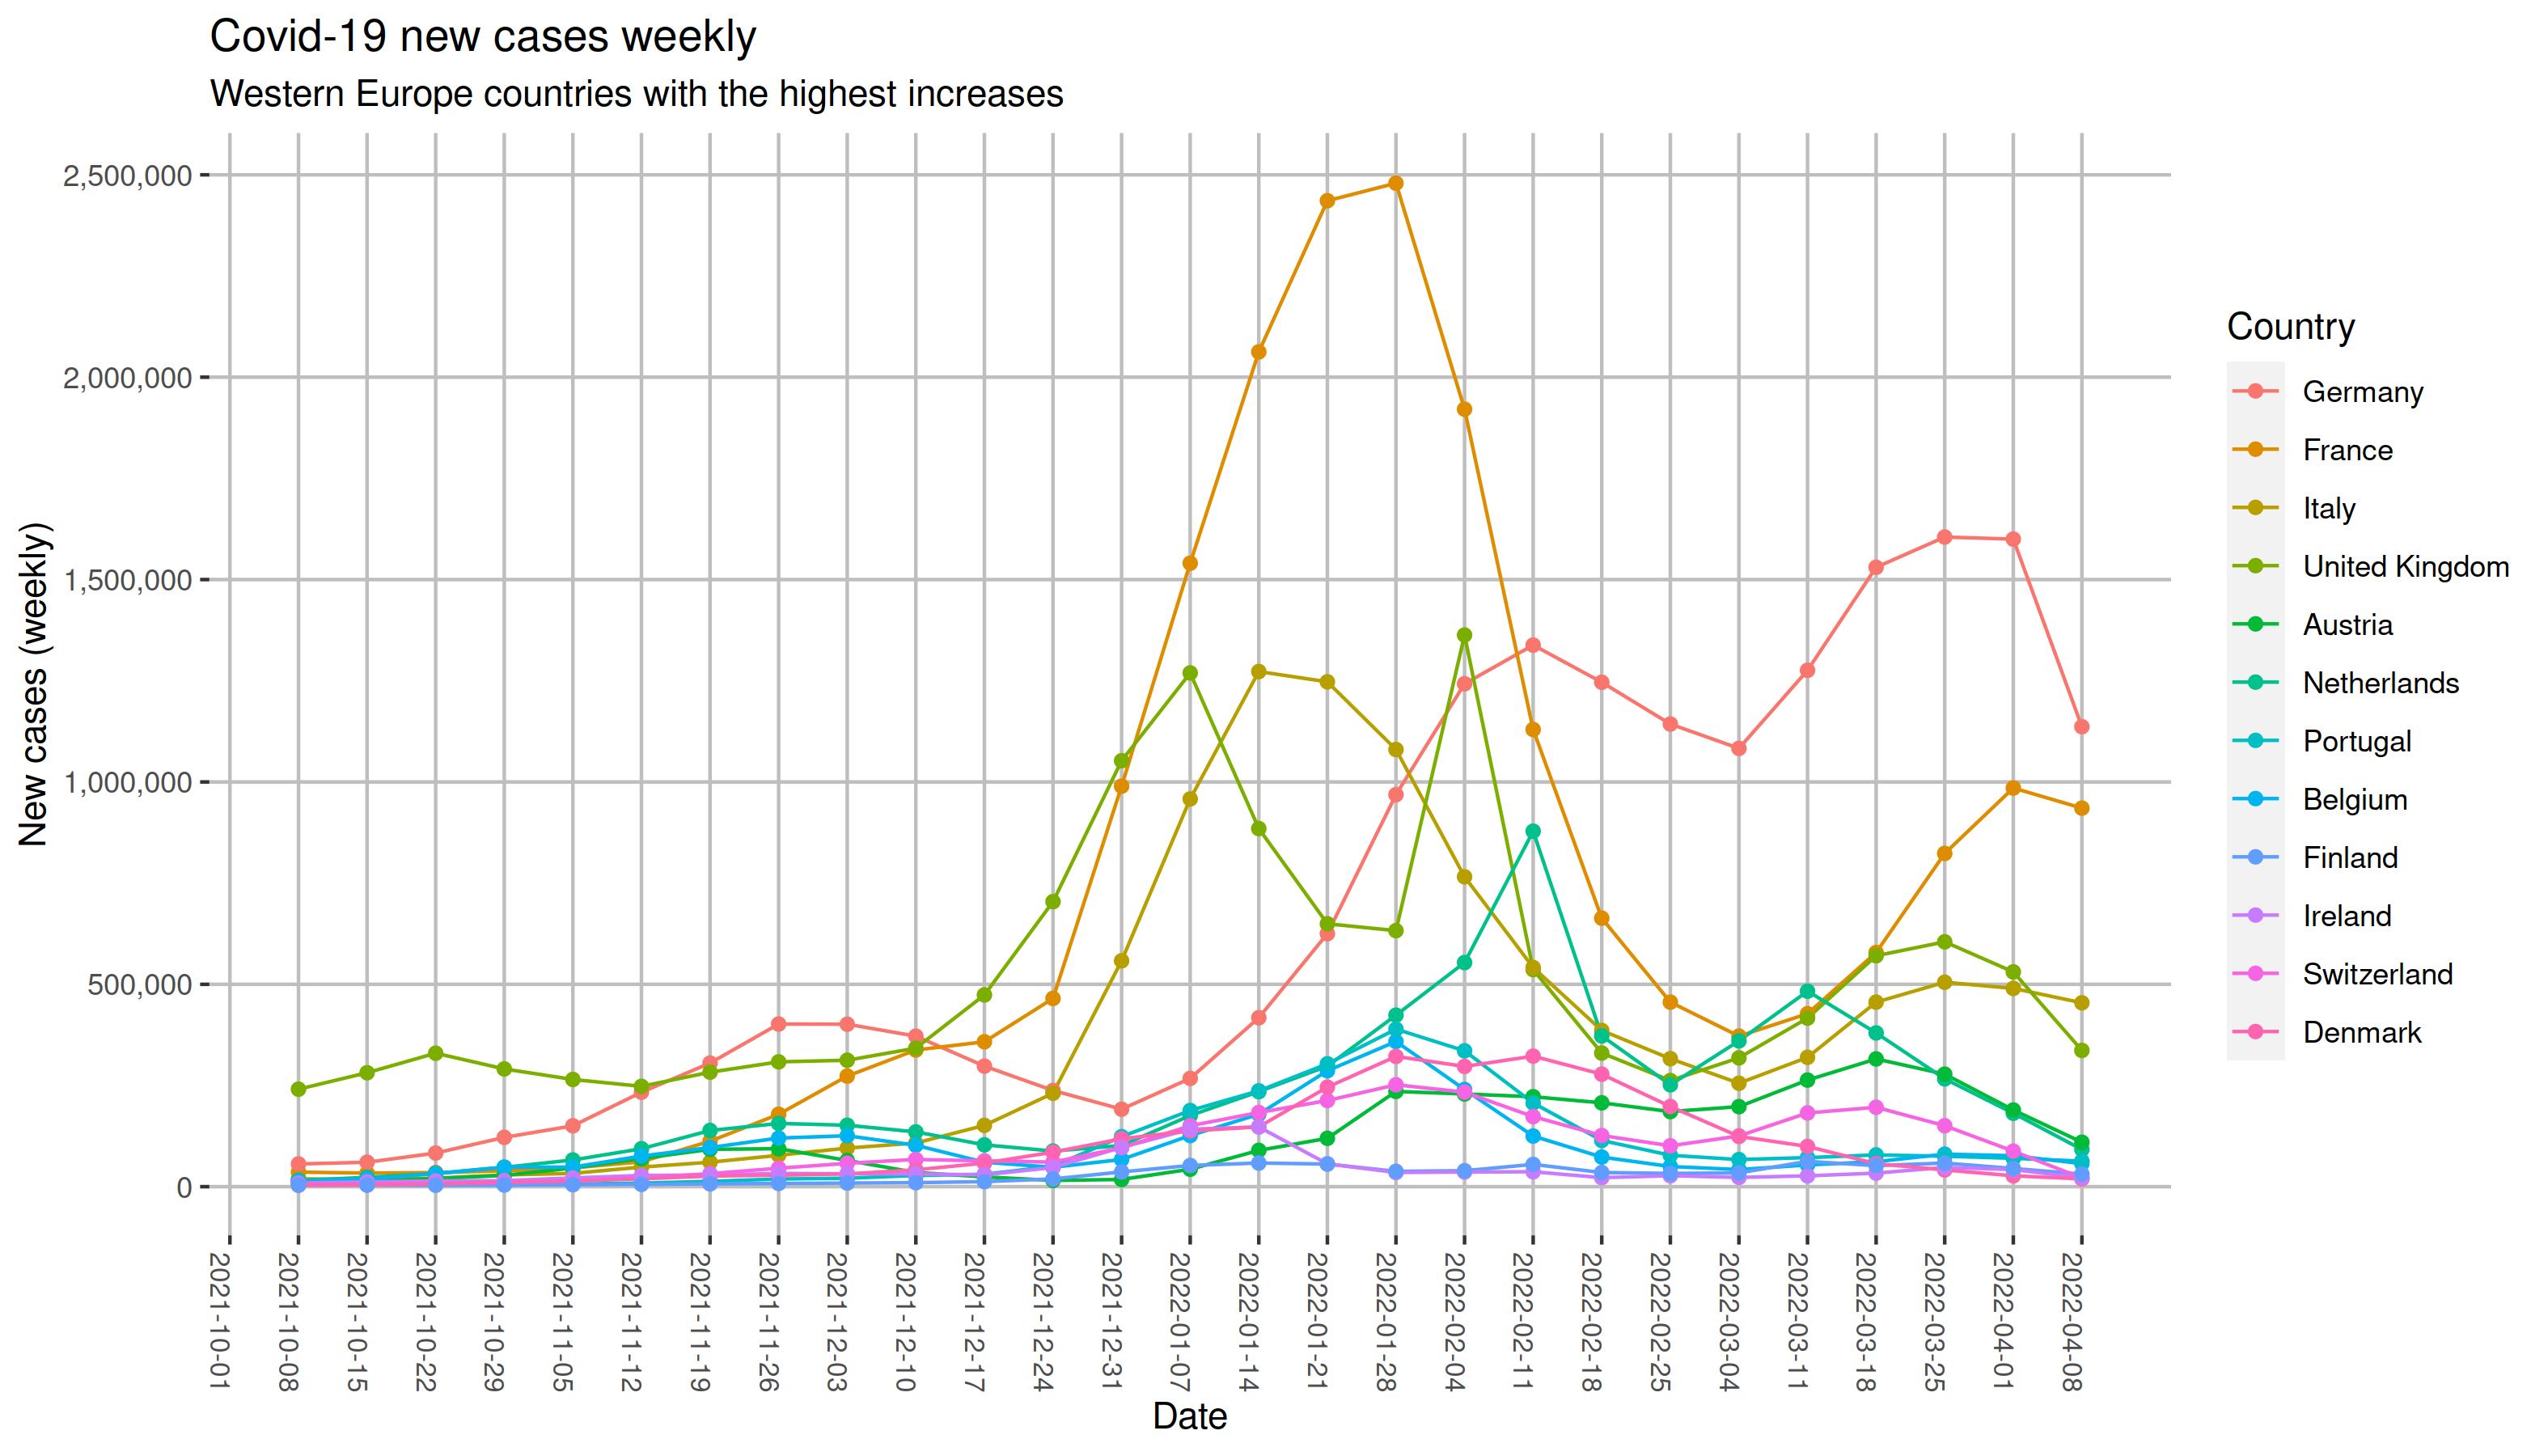 Covid-19 new cases weekly
Western Europe countries with the highest increases
New cases (weekly)
2,500,000
2,000,000
1,500,000
1,000,000
500,000
0
2021-10-01
2021-10-08
2021-10-15
2021-10-22
2021-10-29
2021-11-05
2021-11-12
2021-11-19
2021-11-26
2021-12-03
2021-12-10
2021-12-17
2021-12-24
2021-12-31
2022-01-07
2022-01-14
2022-01-21
2022-01-28
2022-02-04
2022-02-11
2022-02-18
2022-02-25
2022-03-04
2022-03-11
2022-03-18
2022-03-25
2022-04-01
2022-04-08
Date
Country
Germany
France
Italy
United Kingdom
Austria
Netherlands
Portugal
Belgium
Finland
Ireland
Switzerland
Denmark